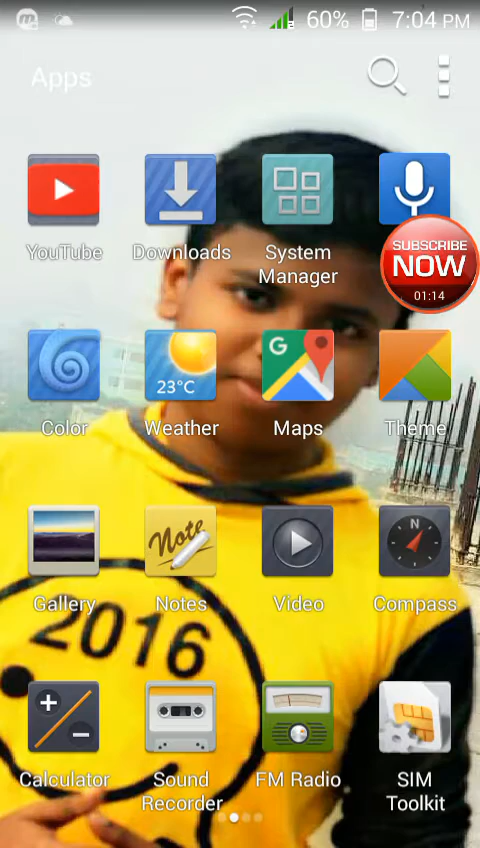 60% 7:04 PM
Apps
YouTube
Downloads
System
Manager
SUBSCRIBE
NOW
01:14
23°C
G
Color
Weather
Maps
Theme
Note
N
Gallery
Notes
Video
Compass
2016
Calculator
Sound
Recorder
FM Radio
SIM
Toolkit